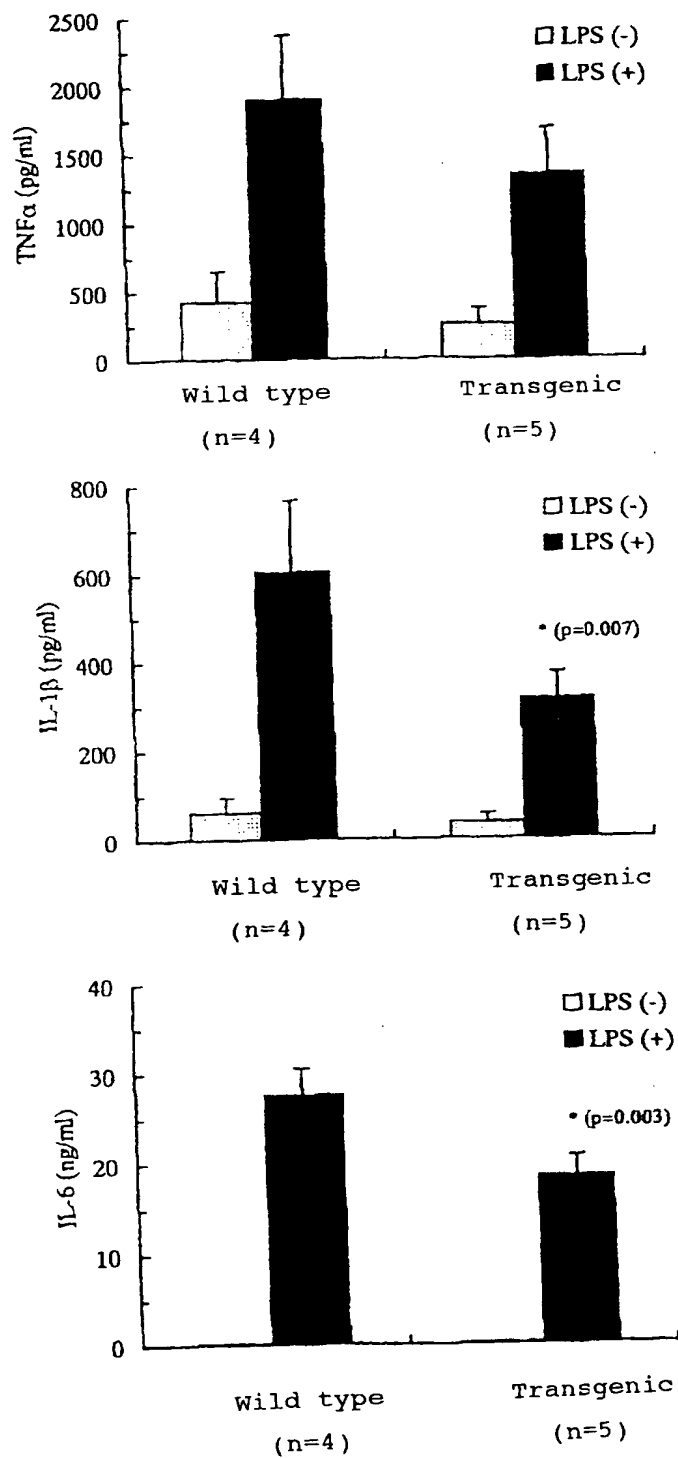 2500
2000
1500
1000
500
0
TNFα (pg/ml)
LPS (-)
LPS (+)
Wild type
Transgenic
(n=4)
(n=5)
800
600
400
200
0
IL-1β (pg/ml)
LPS (-)
LPS (+)
* (p=0.007)
Wild type
Transgenic
(n=4)
(n=5)
40
30
20
10
0
IL-6 (ng/ml)
LPS (-)
LPS (+)
* (p=0.003)
Wild type
Transgenic
(n=4)
(n=5)